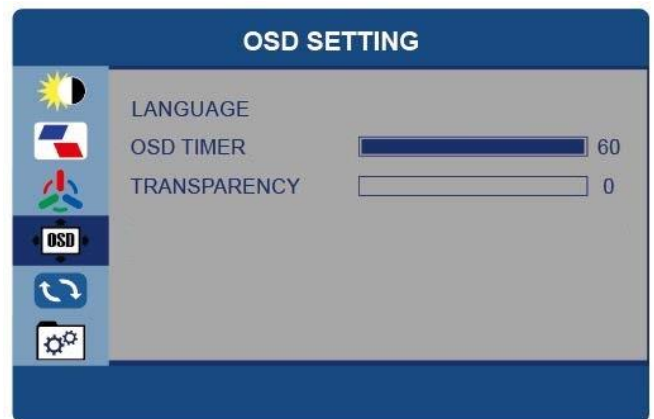 OSD SETTING
LANGUAGE
OSD TIMER 60
TRANSPARENCY 0
OSD